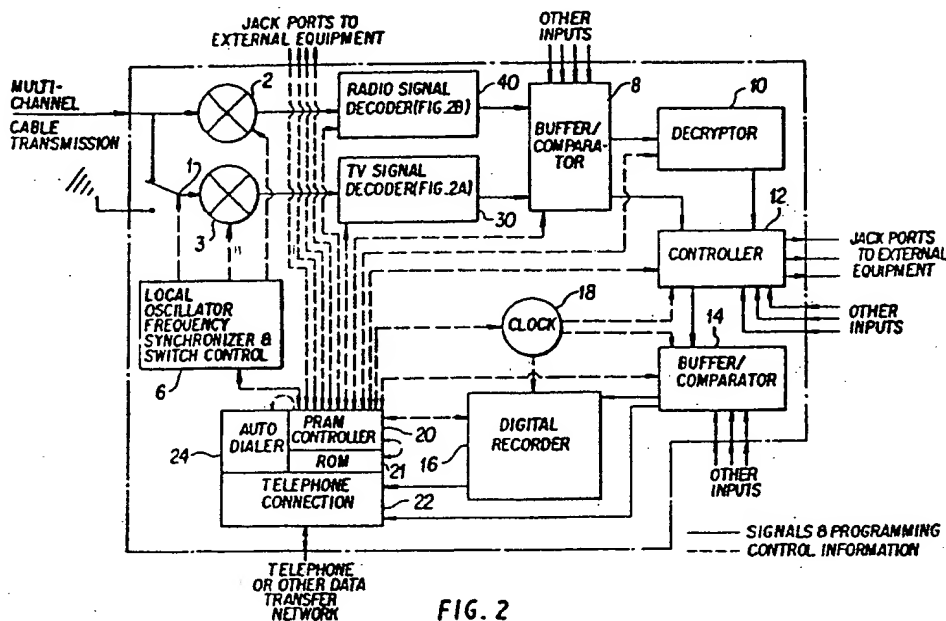 JACK PORTS TO
EXTERNAL EQUIPMENT
OTHER
INPUTS
MULTI-
CHANNEL
CABLE
TRANSMISSION
2
RADIO SIGNAL
DECODER(FIG.2B)
40
8
BUFFER/
COMPARA-
TOR
10
DECRYPTOR
1
3
TV SIGNAL
DECODER(FIG.2A)
30
12
CONTROLLER
JACK PORTS
TO EXTERNAL
EQUIPMENT
OTHER
INPUTS
LOCAL
OSCILLATOR
FREQUENCY
SYNCHRONIZER &
SWITCH CONTROL
6
18
CLOCK
14
BUFFER/
COMPARATOR
OTHER
INPUTS
24
AUTO
DIALER
PRAM
CONTROLLER
20
ROM
21
TELEPHONE
CONNECTION
22
16
DIGITAL
RECORDER
SIGNALS & PROGRAMMING
CONTROL INFORMATION
TELEPHONE
OR OTHER DATA
TRANSFER
NETWORK
FIG. 2